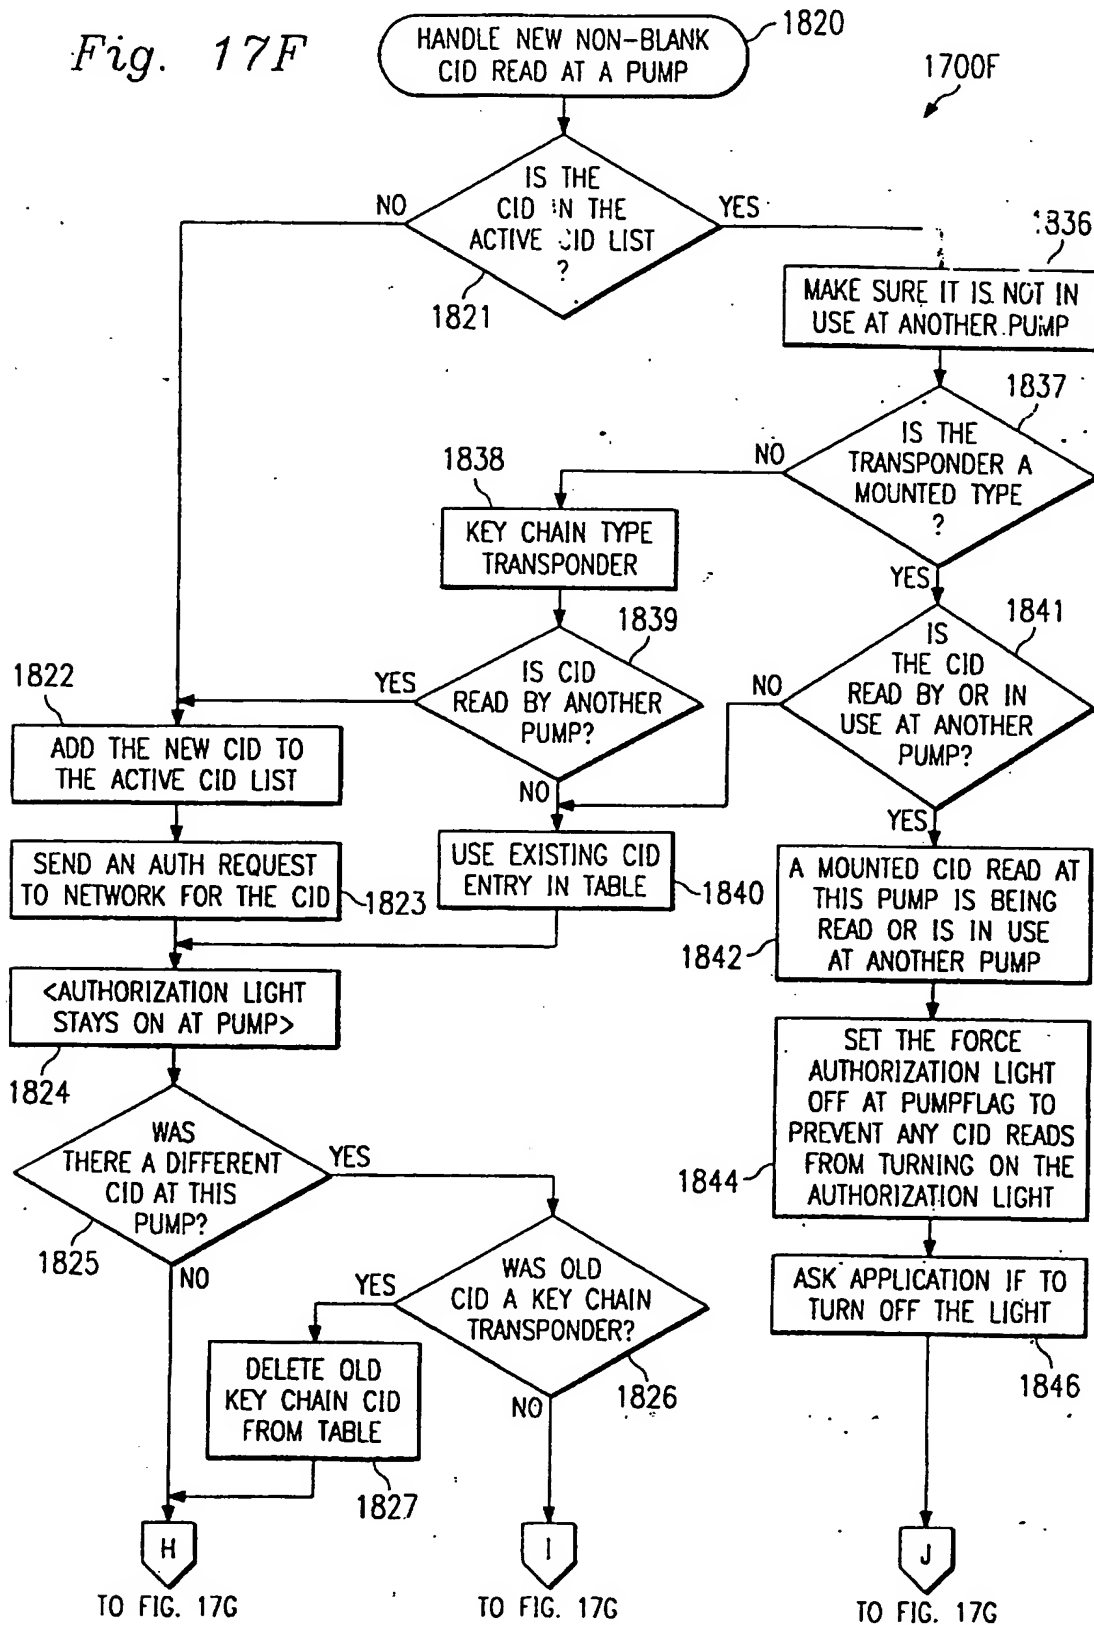 Fig. 17F
HANDLE NEW NON-BLANK
CID READ AT A PUMP
1820
1700F
IS THE
CID IN THE
ACTIVE CID LIST
?
NO
YES
1821
1836
MAKE SURE IT IS NOT IN
USE AT ANOTHER PUMP
1837
IS THE
TRANSPONDER A
MOUNTED TYPE
?
NO
YES
1838
KEY CHAIN TYPE
TRANSPONDER
1839
IS CID
READ BY ANOTHER
PUMP?
YES
NO
1841
IS
THE CID
READ BY OR IN
USE AT ANOTHER
PUMP?
NO
YES
1822
ADD THE NEW CID TO
THE ACTIVE CID LIST
SEND AN AUTH REQUEST
TO NETWORK FOR THE CID
1823
USE EXISTING CID
ENTRY IN TABLE
1840
A MOUNTED CID READ AT
THIS PUMP IS BEING
READ OR IS IN USE
AT ANOTHER PUMP
1842
<AUTHORIZATION LIGHT
STAYS ON AT PUMP>
1824
SET THE FORCE
AUTHORIZATION LIGHT
OFF AT PUMPFLAG TO
PREVENT ANY CID READS
FROM TURNING ON THE
AUTHORIZATION LIGHT
1844
WAS
THERE A DIFFERENT
CID AT THIS
PUMP?
YES
1825
NO
WAS OLD
CID A KEY CHAIN
TRANSPONDER?
YES
1826
NO
ASK APPLICATION IF TO
TURN OFF THE LIGHT
1846
DELETE OLD
KEY CHAIN CID
FROM TABLE
1827
H
I
J
TO FIG. 17G
TO FIG. 17G
TO FIG. 17G